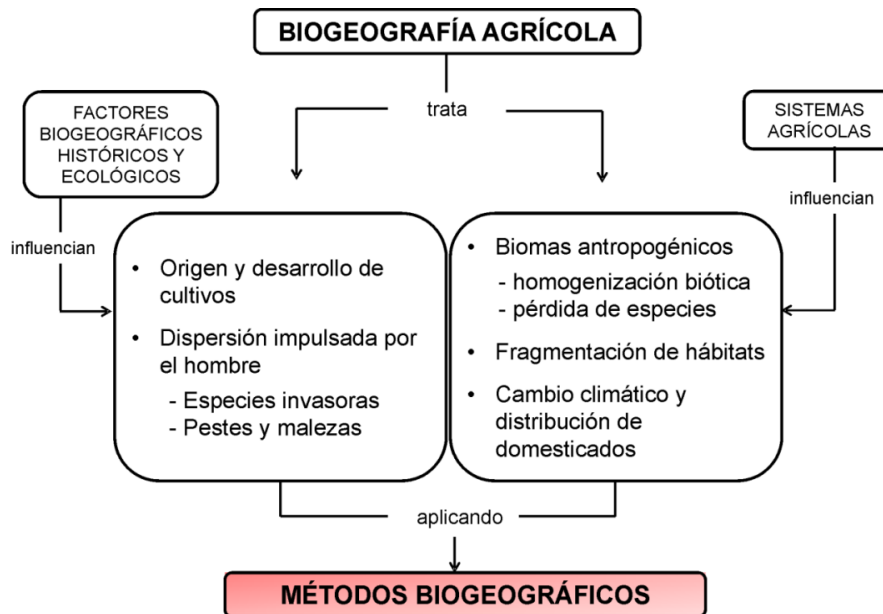 BIOGEOGRAFÍA AGRÍCOLA
trata
FACTORES
BIOGEOGRÁFICOS
HISTÓRICOS Y
ECOLÓGICOS
SISTEMAS
AGRÍCOLAS
influencian
influencian
• Origen y desarrollo de
cultivos
• Dispersión impulsada por
el hombre
- Especies invasoras
- Pestes y malezas
• Biomas antropogénicos
- homogenización biótica
- pérdida de especies
• Fragmentación de hábitats
• Cambio climático y
distribución de
domesticados
aplicando
MÉTODOS BIOGEOGRÁFICOS